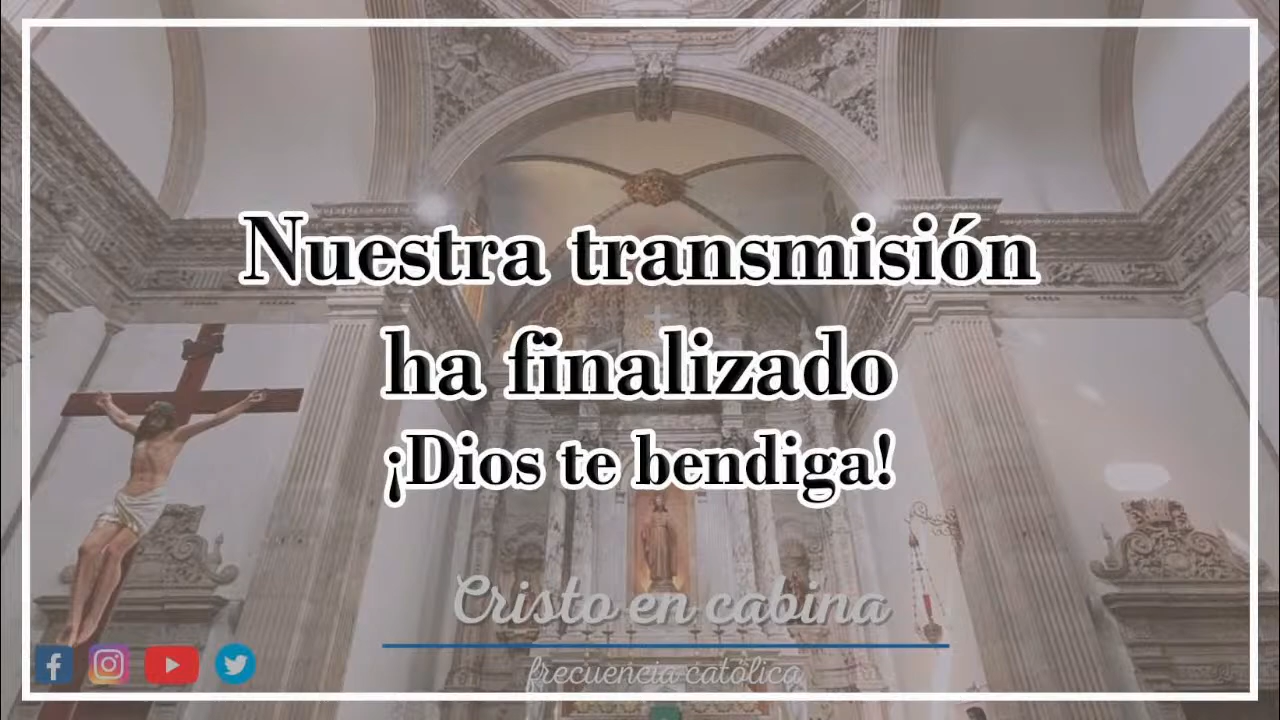 Nuestra transmisión
ha finalizado
¡Dios te bendiga!
Cristo en cabina
frecuencia católica